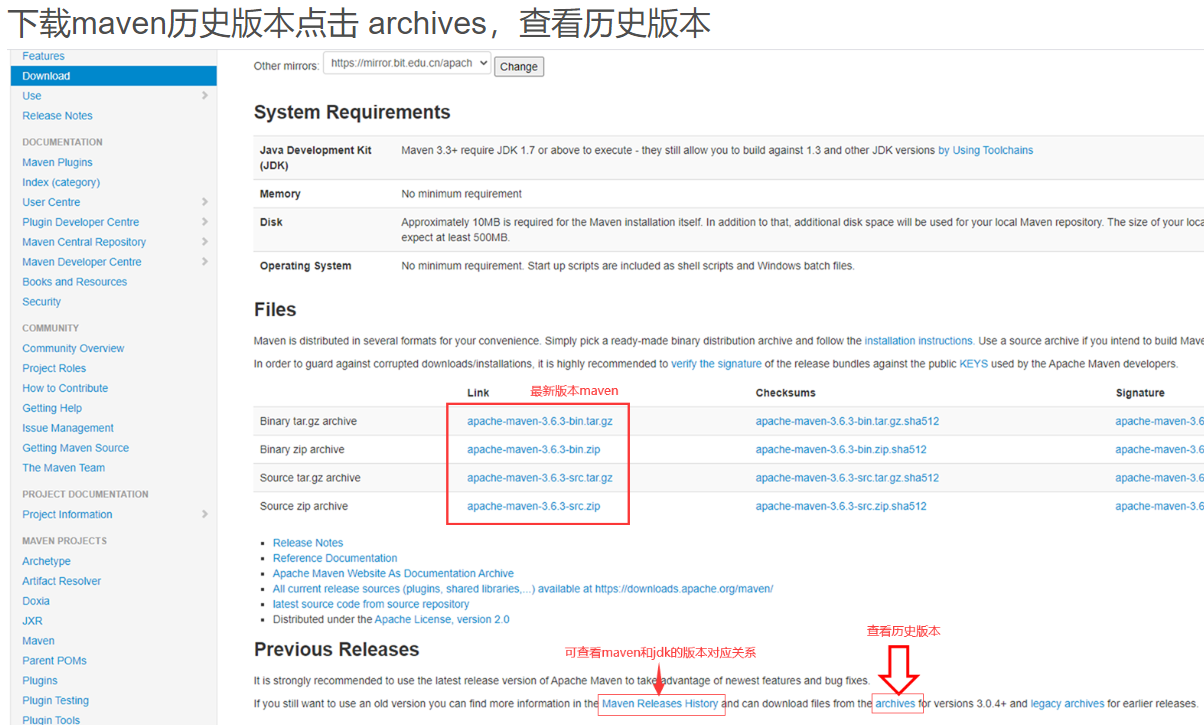 下载maven历史版本点击 archives，查看历史版本
Features
Download
Use
Release Notes
DOCUMENTATION
Maven Plugins
Index (category)
User Centre
Plugin Developer Centre
Maven Central Repository
Maven Developer Centre
Books and Resources
Security
COMMUNITY
Community Overview
Project Roles
How to Contribute
Getting Help
Issue Management
Getting Maven Source
The Maven Team
PROJECT DOCUMENTATION
Project Information
MAVEN PROJECTS
Archetype
Artifact Resolver
Doxia
JXR
Maven
Parent POMs
Plugins
Plugin Testing
Plugin Tools
Other mirrors: https://mirror.bit.edu.cn/apach Change
System Requirements
Java Development Kit (JDK) Maven 3.3+ require JDK 1.7 or above to execute - they still allow you to build against 1.3 and other JDK versions by Using Toolchains
Memory No minimum requirement
Disk Approximately 10MB is required for the Maven installation itself. In addition to that, additional disk space will be used for your local Maven repository. The size of your loca
expect at least 500MB.
Operating System No minimum requirement. Start up scripts are included as shell scripts and Windows batch files.
Files
Maven is distributed in several formats for your convenience. Simply pick a ready-made binary distribution archive and follow the installation instructions. Use a source archive if you intend to build Mave
In order to guard against corrupted downloads/installations, it is highly recommended to verify the signature of the release bundles against the public KEYS used by the Apache Maven developers.
Link 最新版本maven Checksums Signature
Binary tar.gz archive apache-maven-3.6.3-bin.tar.gz apache-maven-3.6.3-bin.tar.gz.sha512 apache-maven-3.6
Binary zip archive apache-maven-3.6.3-bin.zip apache-maven-3.6.3-bin.zip.sha512 apache-maven-3.6
Source tar.gz archive apache-maven-3.6.3-src.tar.gz apache-maven-3.6.3-src.tar.gz.sha512 apache-maven-3.6
Source zip archive apache-maven-3.6.3-src.zip apache-maven-3.6.3-src.zip.sha512 apache-maven-3.6
Release Notes
Reference Documentation
Apache Maven Website As Documentation Archive
All current release sources (plugins, shared libraries,...) available at https://downloads.apache.org/maven/
latest source code from source repository
Distributed under the Apache License, version 2.0
查看历史版本
Previous Releases
可查看maven和jdk的版本对应关系
It is strongly recommended to use the latest release version of Apache Maven to take advantage of newest features and bug fixes.
If you still want to use an old version you can find more information in the Maven Releases History and can download files from the archives for versions 3.0.4+ and legacy archives for earlier releases.